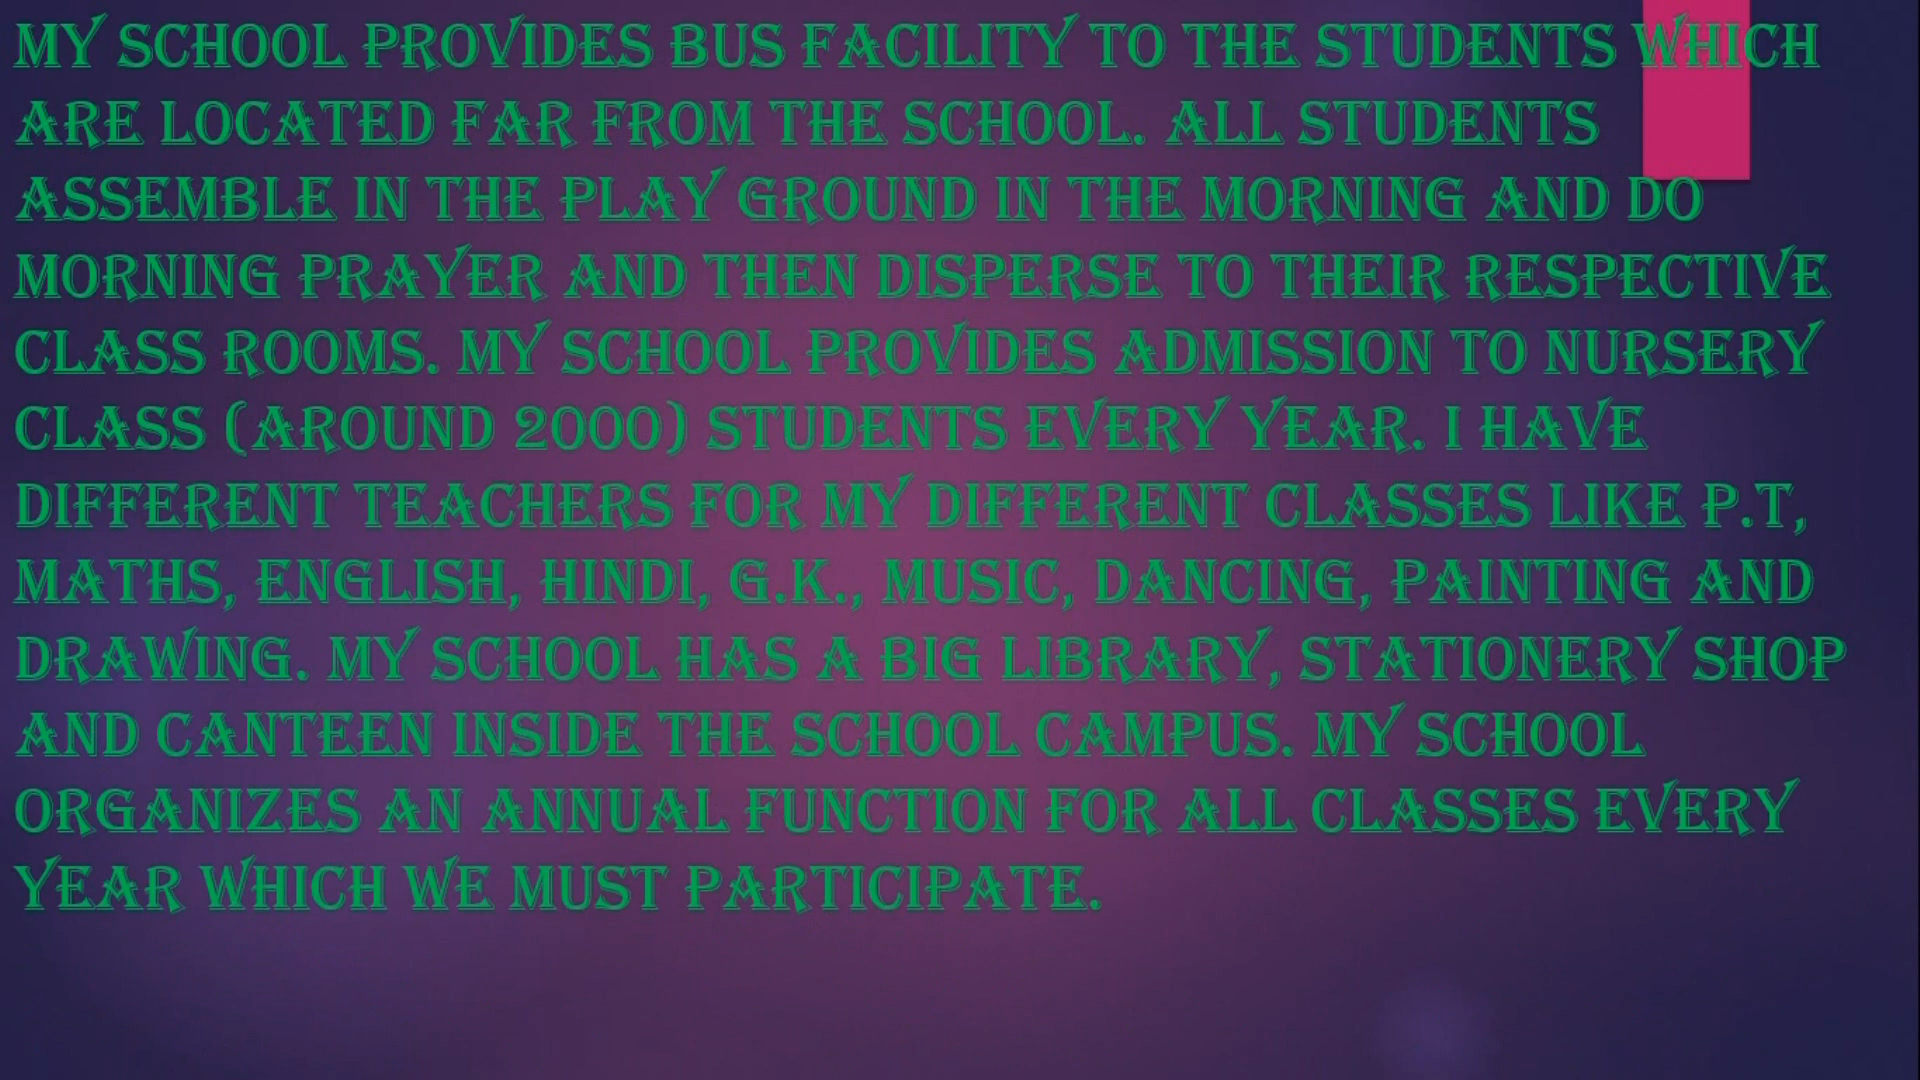 MY SCHOOL PROVIDES BUS FACILITY TO THE STUDENTS WHICH
ARE LOCATED FAR FROM THE SCHOOL. ALL STUDENTS
ASSEMBLE IN THE PLAY GROUND IN THE MORNING AND DO
MORNING PRAYER AND THEN DISPERSE TO THEIR RESPECTIVE
CLASS ROOMS. MY SCHOOL PROVIDES ADMISSION TO NURSERY
CLASS (AROUND 2000) STUDENTS EVERY YEAR. I HAVE
DIFFERENT TEACHERS FOR MY DIFFERENT CLASSES LIKE P.T,
MATHS, ENGLISH, HINDI, G.K., MUSIC, DANCING, PAINTING AND
DRAWING. MY SCHOOL HAS A BIG LIBRARY, STATIONERY SHOP
AND CANTEEN INSIDE THE SCHOOL CAMPUS. MY SCHOOL
ORGANIZES AN ANNUAL FUNCTION FOR ALL CLASSES EVERY
YEAR WHICH WE MUST PARTICIPATE.